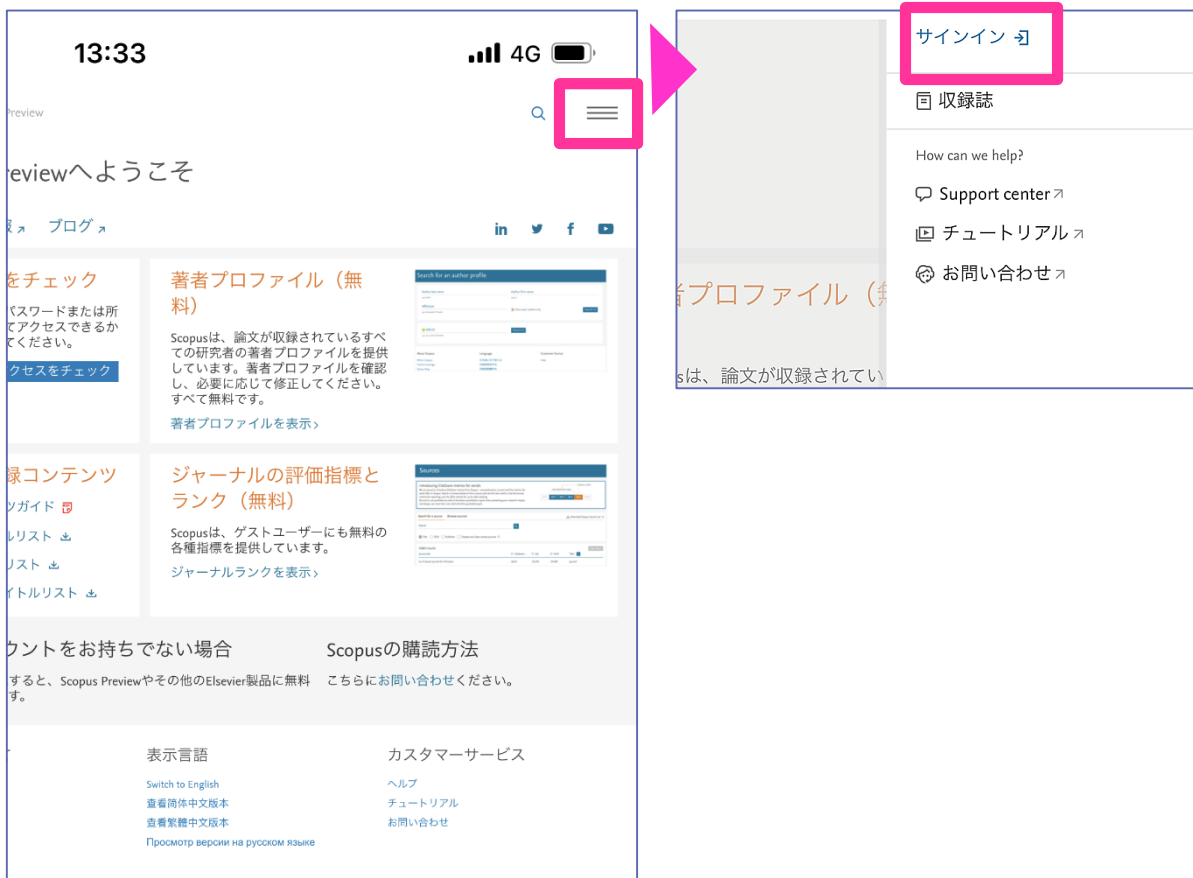 13:33
4G
Preview
eviewへようこそ
ブログ
をチェック
パスワードまたは所
てアクセスできるか
てください。
クセスをチェック
著者プロファイル（無
料）
Scopusは、論文が収録されているすべ
ての研究者の著者プロファイルを提供
しています。著者プロファイルを確認
し、必要に応じて修正してください。
すべて無料です。
著者プロファイルを表示›
Search for an author profile
録コンテンツ
ツガイド
ルリスト
リスト
イトルリスト
ジャーナルの評価指標と
ランク（無料）
Scopusは、ゲストユーザーにも無料の
各種指標を提供しています。
ジャーナルランクを表示›
Sources
ウントをお持ちでない場合
すると、Scopus Previewやその他のElsevier製品に無料
す。
Scopusの購読方法
こちらにお問い合わせください。
表示言語
Switch to English
查看简体中文版本
查看繁體中文版本
Просмотр версии на русском языке
カスタマーサービス
ヘルプ
チュートリアル
お問い合わせ
サインイン
収録誌
How can we help?
Support center
チュートリアル
お問い合わせ
者プロファイル（無
sは、論文が収録されてい